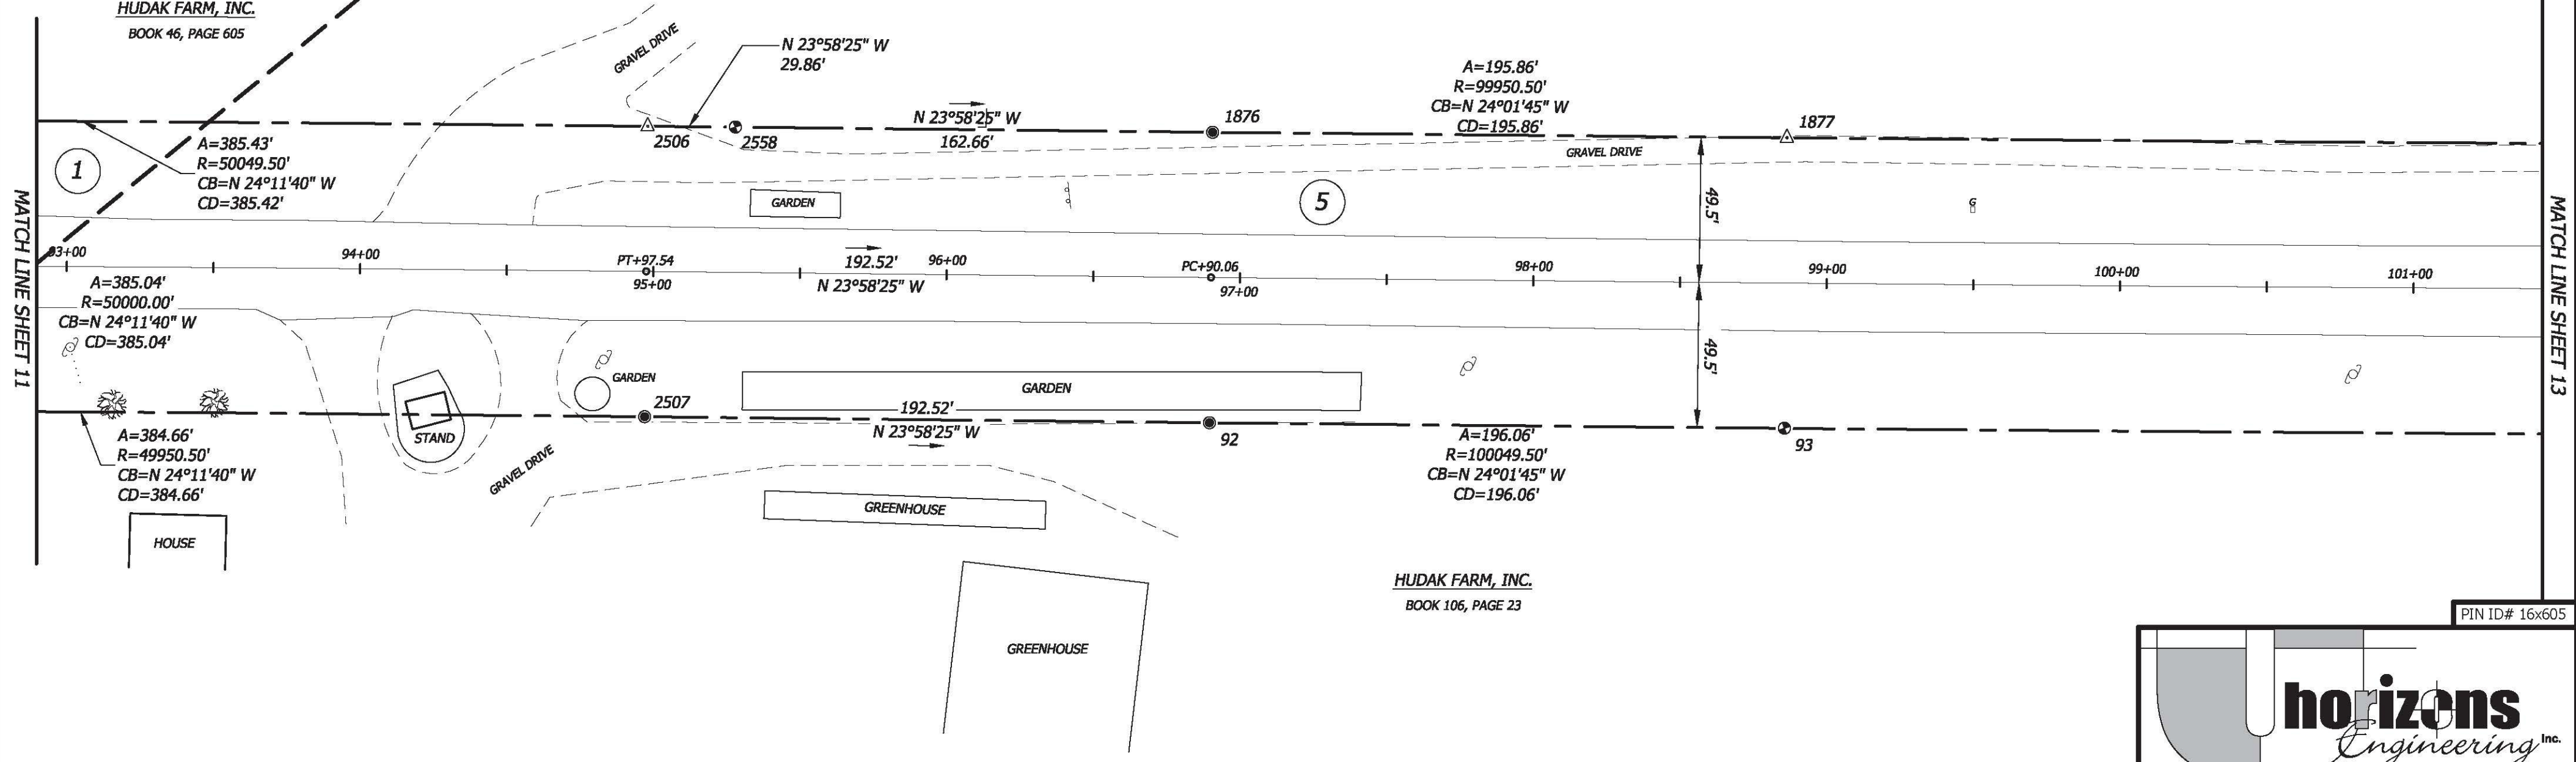 HUDAK FARM, INC.
BOOK 46, PAGE 605
GRAVEL DRIVE
N 23°58'25" W
29.86'
A=195.86'
R=99950.50'
CB=N 24°01'45" W
CD=195.86'
N 23°58'25" W
162.66'
2506
2558
1876
1877
GRAVEL DRIVE
1
A=385.43'
R=50049.50'
CB=N 24°11'40" W
CD=385.42'
GARDEN
5
49.5'
G
MATCH LINE SHEET 11
MATCH LINE SHEET 13
93+00
94+00
PT+97.54
95+00
192.52'
N 23°58'25" W
96+00
PC+90.06
97+00
98+00
99+00
100+00
101+00
A=385.04'
R=50000.00'
CB=N 24°11'40" W
CD=385.04'
49.5'
GARDEN
GARDEN
2507
192.52'
N 23°58'25" W
92
93
STAND
GRAVEL DRIVE
A=384.66'
R=49950.50'
CB=N 24°11'40" W
CD=384.66'
A=196.06'
R=100049.50'
CB=N 24°01'45" W
CD=196.06'
GREENHOUSE
HOUSE
HUDAK FARM, INC.
BOOK 106, PAGE 23
GREENHOUSE
PIN ID# 16x605
horizons
Engineering Inc.